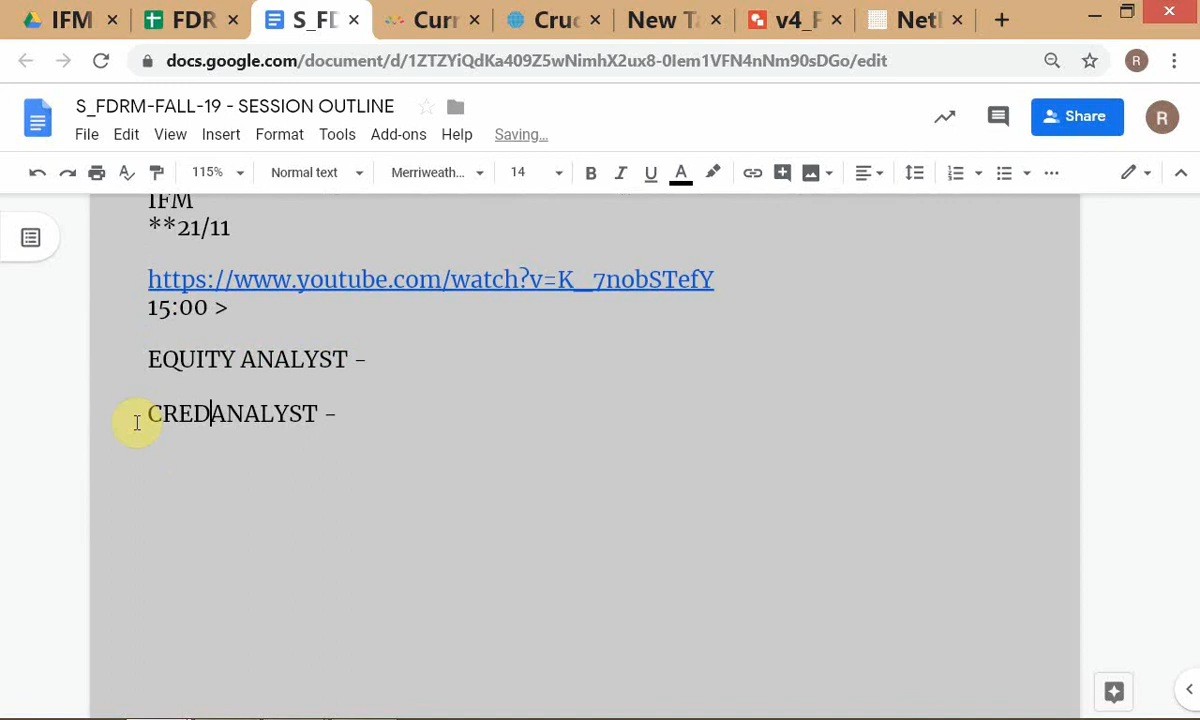 IFM
FDR
S_FD
Curr
Cruc
New Ta
v4_F
Netl
docs.google.com/document/d/1ZTZYiQdKa409Z5wNimhX2ux8-0Iem1VFN4nNm90sDGo/edit
R
S_FDRM-FALL-19 - SESSION OUTLINE
File Edit View Insert Format Tools Add-ons Help Saving...
Share
R
115% Normal text Merriweath... 14 B I U A
IFM
**21/11
https://www.youtube.com/watch?v=K_7nobSTefY
15:00 >
EQUITY ANALYST -
CREDANALYST -